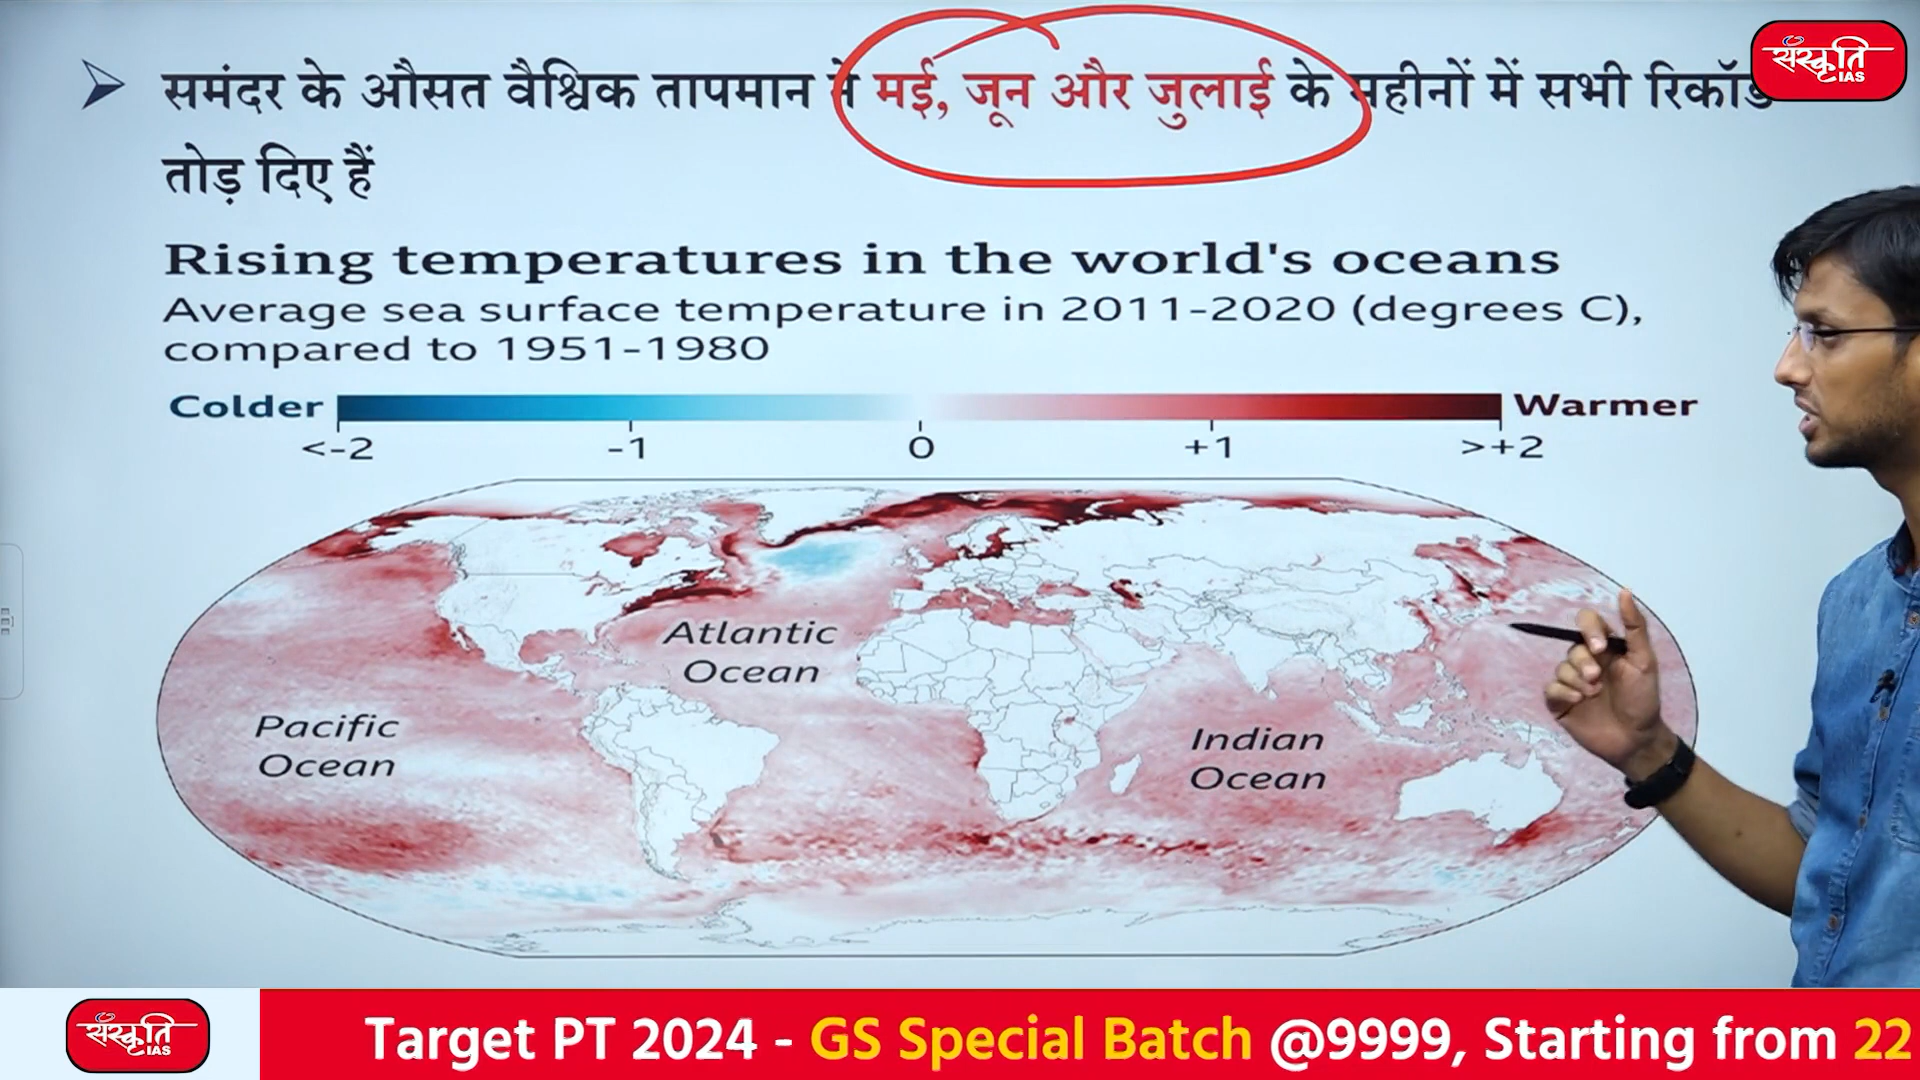 समंदर के औसत वैश्विक तापमान ने मई, जून और जुलाई के महीनों में सभी रिकॉर्ड
तोड़ दिए हैं
संस्कृति
IAS
Rising temperatures in the world's oceans
Average sea surface temperature in 2011-2020 (degrees C),
compared to 1951-1980
Colder
Warmer
<-2 -1 0 +1 >+2
Atlantic
Ocean
Pacific
Ocean
Indian
Ocean
संस्कृति
IAS
Target PT 2024 - GS Special Batch @9999, Starting from 22